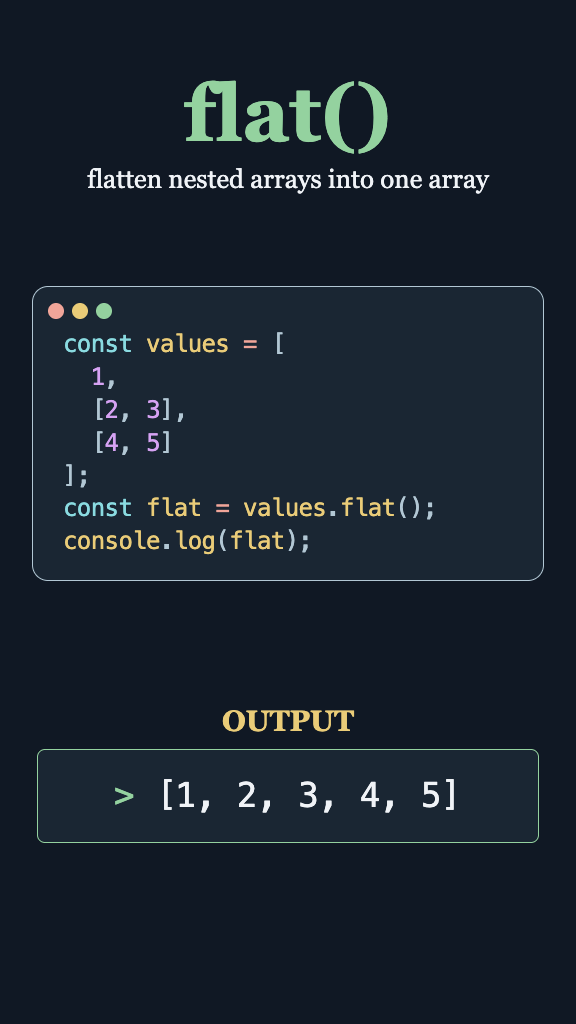 flat()
flatten nested arrays into one array
const values = [
  1,
  [2, 3],
  [4, 5]
];
const flat = values.flat();
console.log(flat);
OUTPUT
> [1, 2, 3, 4, 5]